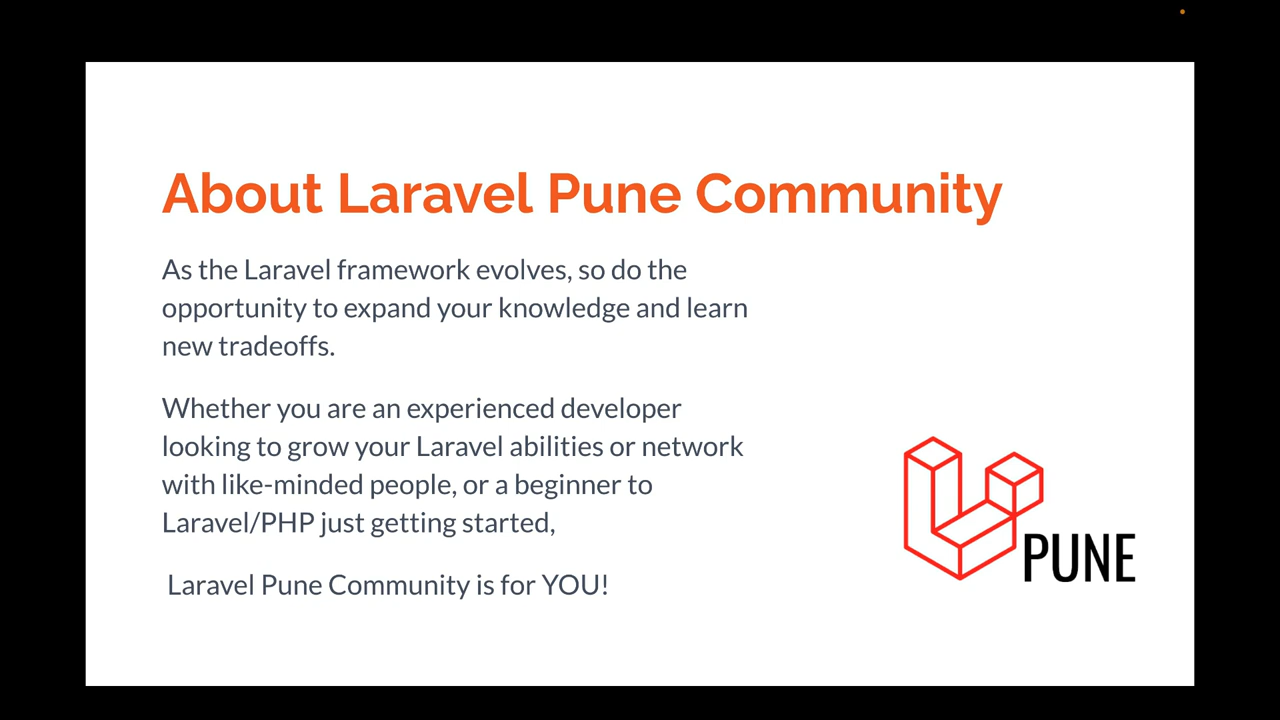 About Laravel Pune Community
As the Laravel framework evolves, so do the
opportunity to expand your knowledge and learn
new tradeoffs.
Whether you are an experienced developer
looking to grow your Laravel abilities or network
with like-minded people, or a beginner to
Laravel/PHP just getting started,
Laravel Pune Community is for YOU!
PUNE